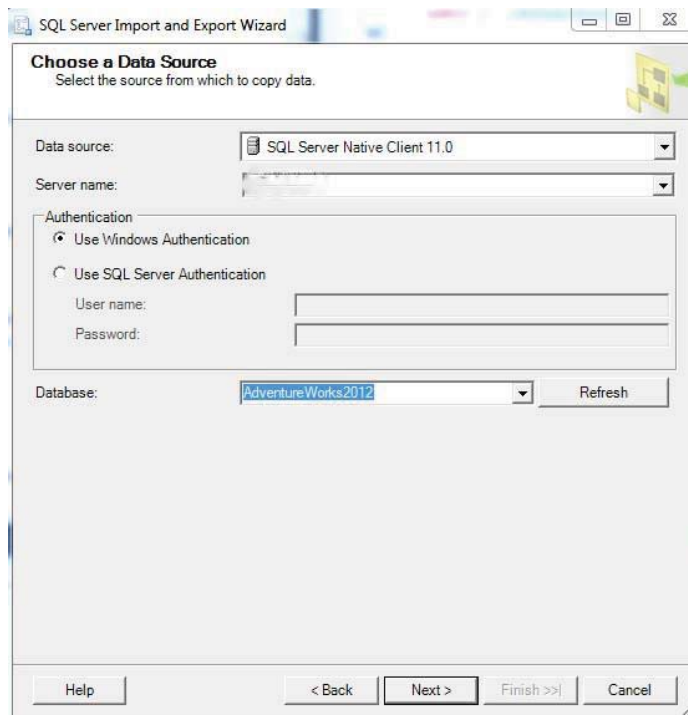 SQL Server Import and Export Wizard
Choose a Data Source
Select the source from which to copy data.
Data source: SQL Server Native Client 11.0
Server name:
Authentication
Use Windows Authentication
Use SQL Server Authentication
User name:
Password:
Database: AdventureWorks2012 Refresh
Help < Back Next > Finish >>| Cancel